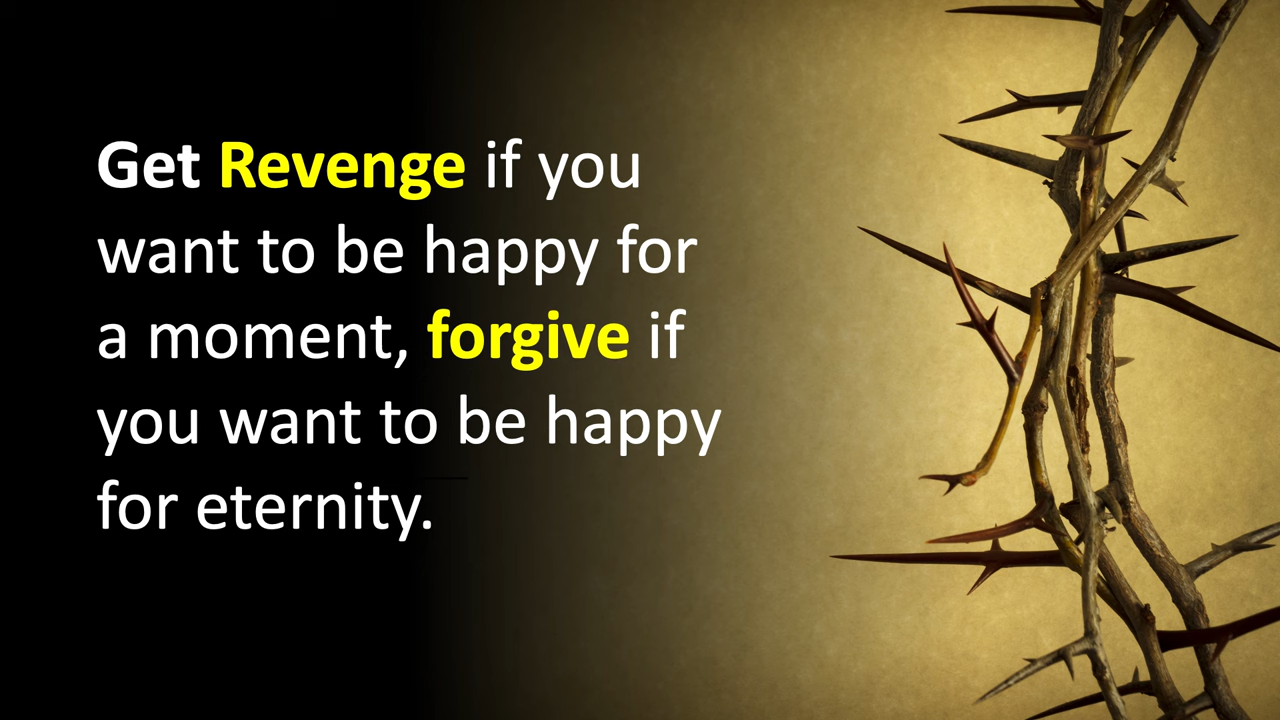 Get Revenge if you
want to be happy for
a moment, forgive if
you want to be happy
for eternity.